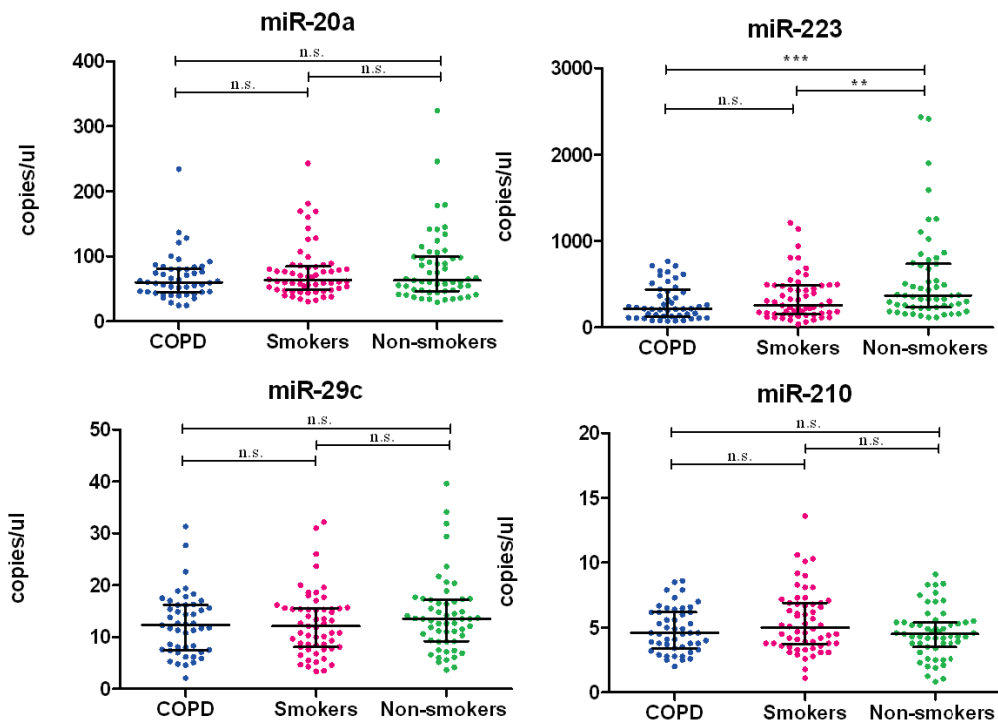 miR-20a
n.s.
n.s.
n.s.
copies/ul
400
300
200
100
0
COPD Smokers Non-smokers
miR-223
***
**
n.s.
copies/ul
3000
2000
1000
0
COPD Smokers Non-smokers
miR-29c
n.s.
n.s.
n.s.
copies/ul
50
40
30
20
10
0
COPD Smokers Non-smokers
miR-210
n.s.
n.s.
n.s.
copies/ul
20
15
10
5
0
COPD Smokers Non-smokers